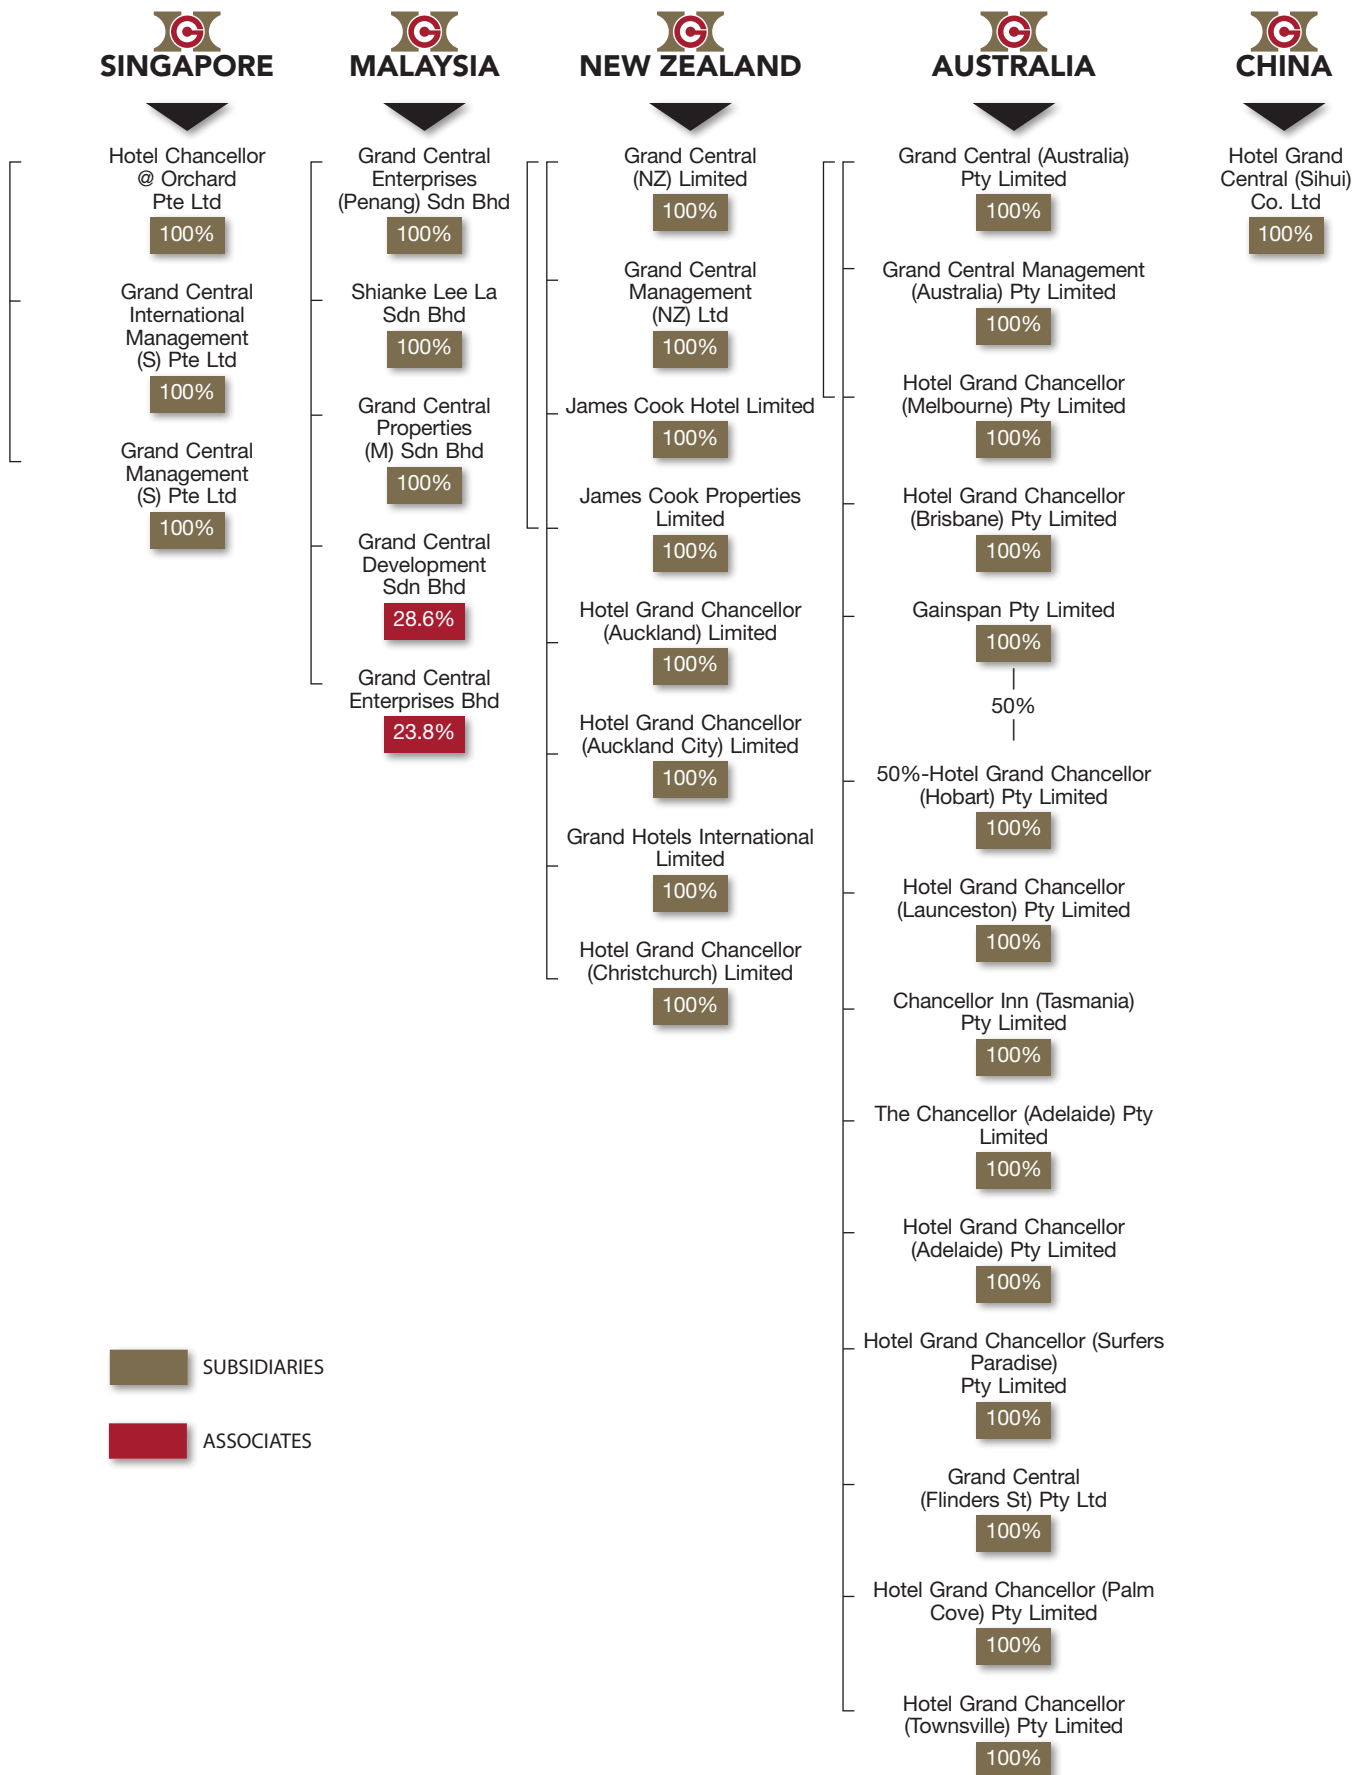 SINGAPORE
Hotel Chancellor
@ Orchard
Pte Ltd
100%
Grand Central
International
Management
(S) Pte Ltd
100%
Grand Central
Management
(S) Pte Ltd
100%
MALAYSIA
Grand Central
Enterprises
(Penang) Sdn Bhd
100%
Shianke Lee La
Sdn Bhd
100%
Grand Central
Properties
(M) Sdn Bhd
100%
Grand Central
Development
Sdn Bhd
28.6%
Grand Central
Enterprises Bhd
23.8%
NEW ZEALAND
Grand Central
(NZ) Limited
100%
Grand Central
Management
(NZ) Ltd
100%
James Cook Hotel Limited
100%
James Cook Properties
Limited
100%
Hotel Grand Chancellor
(Auckland) Limited
100%
Hotel Grand Chancellor
(Auckland City) Limited
100%
Grand Hotels International
Limited
100%
Hotel Grand Chancellor
(Christchurch) Limited
100%
AUSTRALIA
Grand Central (Australia)
Pty Limited
100%
Grand Central Management
(Australia) Pty Limited
100%
Hotel Grand Chancellor
(Melbourne) Pty Limited
100%
Hotel Grand Chancellor
(Brisbane) Pty Limited
100%
Gainspan Pty Limited
100%
50%
50%-Hotel Grand Chancellor
(Hobart) Pty Limited
100%
Hotel Grand Chancellor
(Launceston) Pty Limited
100%
Chancellor Inn (Tasmania)
Pty Limited
100%
The Chancellor (Adelaide) Pty
Limited
100%
Hotel Grand Chancellor
(Adelaide) Pty Limited
100%
Hotel Grand Chancellor (Surfers
Paradise)
Pty Limited
100%
Grand Central
(Flinders St) Pty Ltd
100%
Hotel Grand Chancellor (Palm
Cove) Pty Limited
100%
Hotel Grand Chancellor
(Townsville) Pty Limited
100%
CHINA
Hotel Grand
Central (Sihui)
Co. Ltd
100%
SUBSIDIARIES
ASSOCIATES